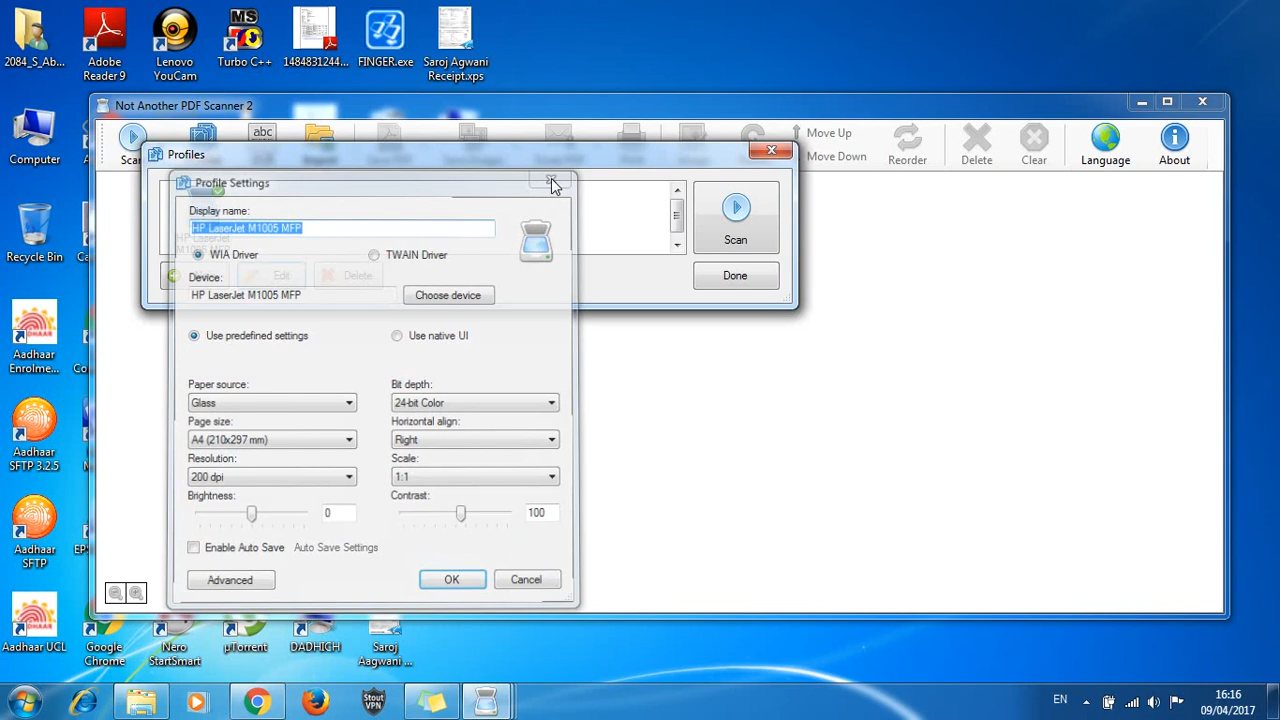 2084_S_Ab...
Adobe
Reader 9
Lenovo
YouCam
MS
Turbo C++
1484831244...
FINGER.exe
Saroj Agwani
Receipt.xps
Computer
Recycle Bin
Aadhaar
Enrolme...
Aadhaar
SFTP 3.2.5
Aadhaar
SFTP
Aadhaar UCL
Google
Chrome
Nero
StartSmart
µTorrent
DADHICH
Saroj
Agwani ...
Not Another PDF Scanner 2
abc
Move Up
Move Down
Reorder
Delete
Clear
Language
About
Profiles
Scan
Done
Edit
Delete
Profile Settings
Display name:
HP LaserJet M1005 MFP
WIA Driver
TWAIN Driver
Device:
HP LaserJet M1005 MFP
Choose device
Use predefined settings
Use native UI
Paper source:
Glass
Bit depth:
24-bit Color
Page size:
A4 (210x297 mm)
Horizontal align:
Right
Resolution:
200 dpi
Scale:
1:1
Brightness:
0
Contrast:
100
Enable Auto Save
Auto Save Settings
Advanced
OK
Cancel
Stout
VPN
EN
16:16
09/04/2017